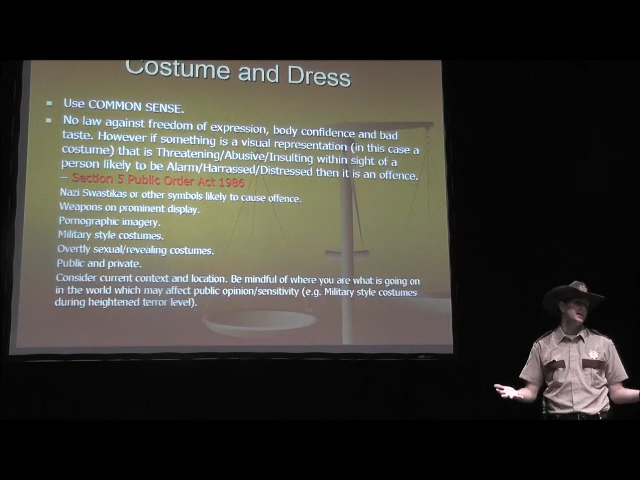 Costume and Dress
Use COMMON SENSE.
No law against freedom of expression, body confidence and bad
taste. However if something is a visual representation (in this case a
costume) that is Threatening/Abusive/Insulting within sight of a
person likely to be Alarm/Harrassed/Distressed then it is an offence.
– Section 5 Public Order Act 1986
Nazi Swastikas or other symbols likely to cause offence.
Weapons on prominent display.
Pornographic imagery.
Military style costumes.
Overtly sexual/revealing costumes.
Public and private.
Consider current context and location. Be mindful of where you are what is going on
in the world which may affect public opinion/sensitivity (e.g. Military style costumes
during heightened terror level).